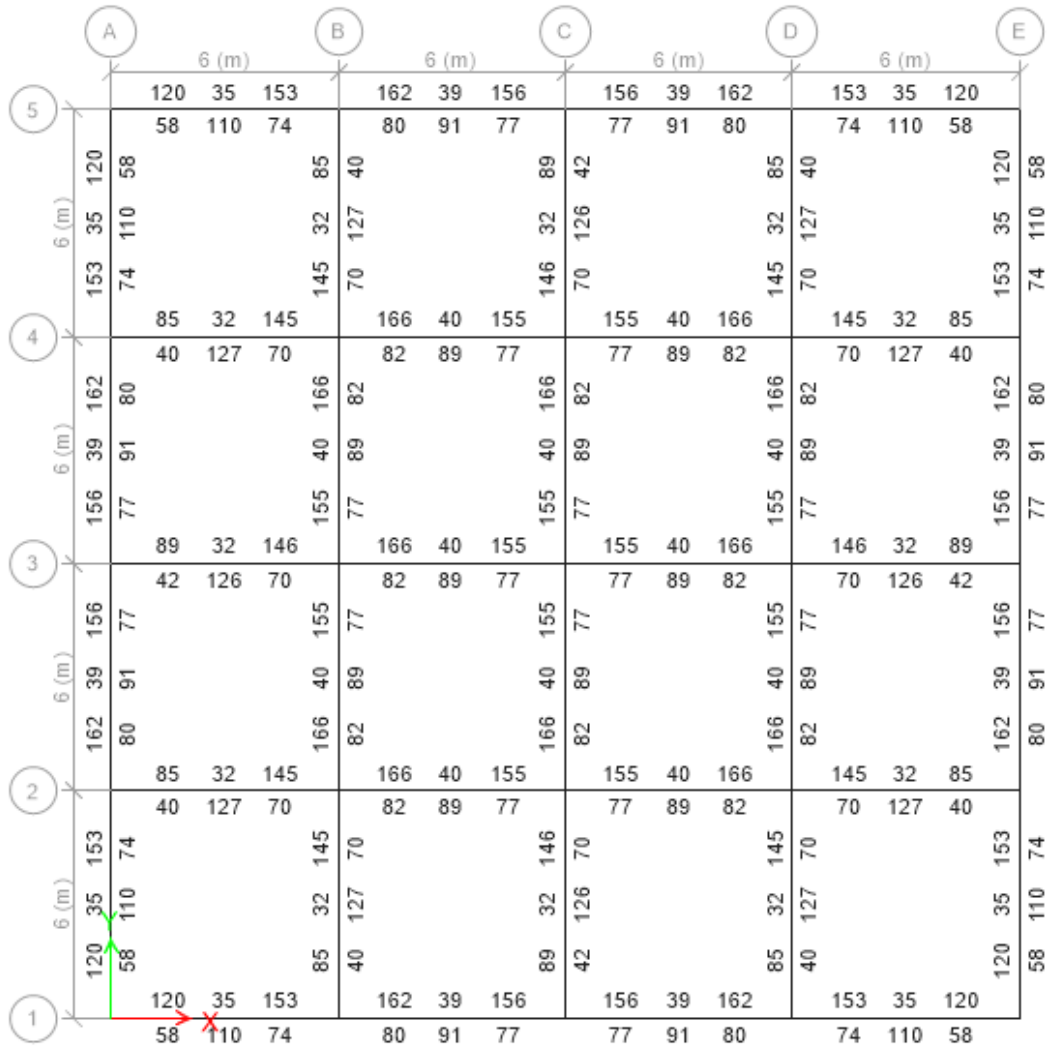 A B C D E
6 (m) 6 (m) 6 (m) 6 (m)
120 35 153 162 39 156 156 39 162 153 35 120
5
58 110 74 80 91 77 77 91 80 74 110 58
120 58 85 40 89 42 85 40 120 58
6 (m) 35 110 32 127 32 126 32 127 35 110
153 74 145 70 146 70 145 70 153 74
85 32 145 166 40 155 155 40 166 145 32 85
4
40 127 70 82 89 77 77 89 82 70 127 40
162 80 166 82 166 82 166 82 162 80
6 (m) 39 91 40 89 40 89 40 89 39 91
156 77 155 77 155 77 155 77 156 77
89 32 146 166 40 155 155 40 166 146 32 89
3
42 126 70 82 89 77 77 89 82 70 126 42
156 77 155 77 155 77 155 77 156 77
6 (m) 39 91 40 89 40 89 40 89 39 91
162 80 166 82 166 82 166 82 162 80
85 32 145 166 40 155 155 40 166 145 32 85
2
40 127 70 82 89 77 77 89 82 70 127 40
153 74 145 70 146 70 145 70 153 74
6 (m) 35 110 32 127 32 126 32 127 35 110
Y
120 58 85 40 89 42 85 40 120 58
120 35 153 162 39 156 156 39 162 153 35 120
1 X
58 110 74 80 91 77 77 91 80 74 110 58